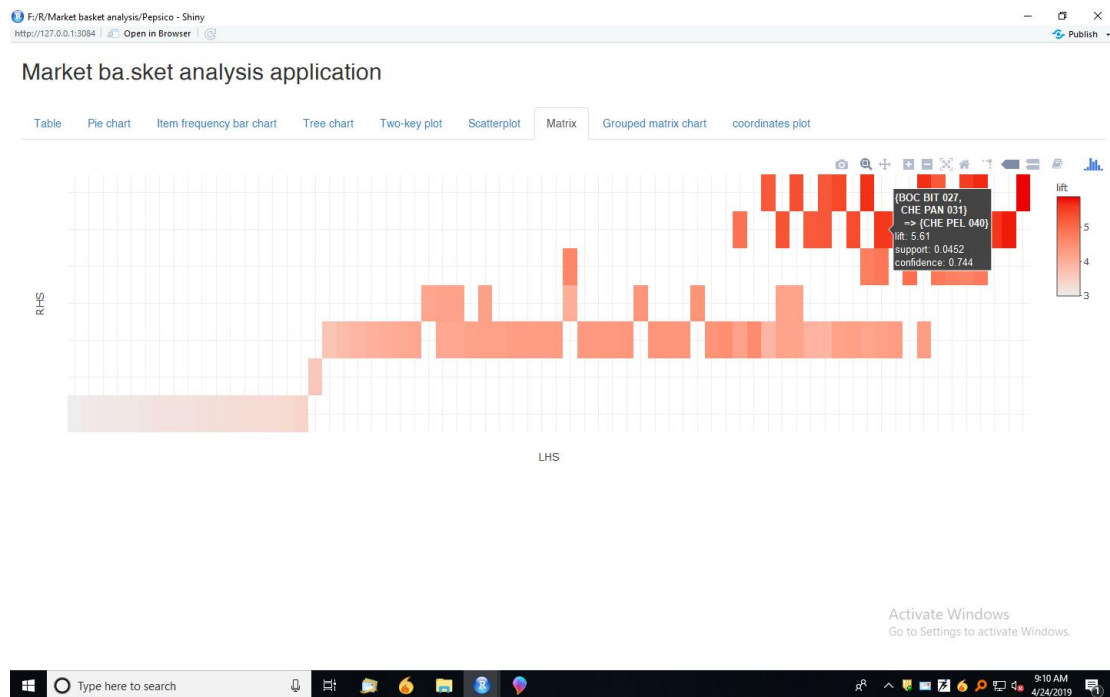 F:/R/Market basket analysis/Pepsico - Shiny
http://127.0.0.1:3084 Open in Browser Publish
Market ba.sket analysis application
Table Pie chart Item frequency bar chart Tree chart Two-key plot Scatterplot Matrix Grouped matrix chart coordinates plot
lift
{BOC BIT 027,
CHE PAN 031}
=> {CHE PEL 040}
lift: 5.61
support: 0.0452
confidence: 0.744
5
4
3
RHS
LHS
Activate Windows
Go to Settings to activate Windows.
Type here to search
9:10 AM
4/24/2019